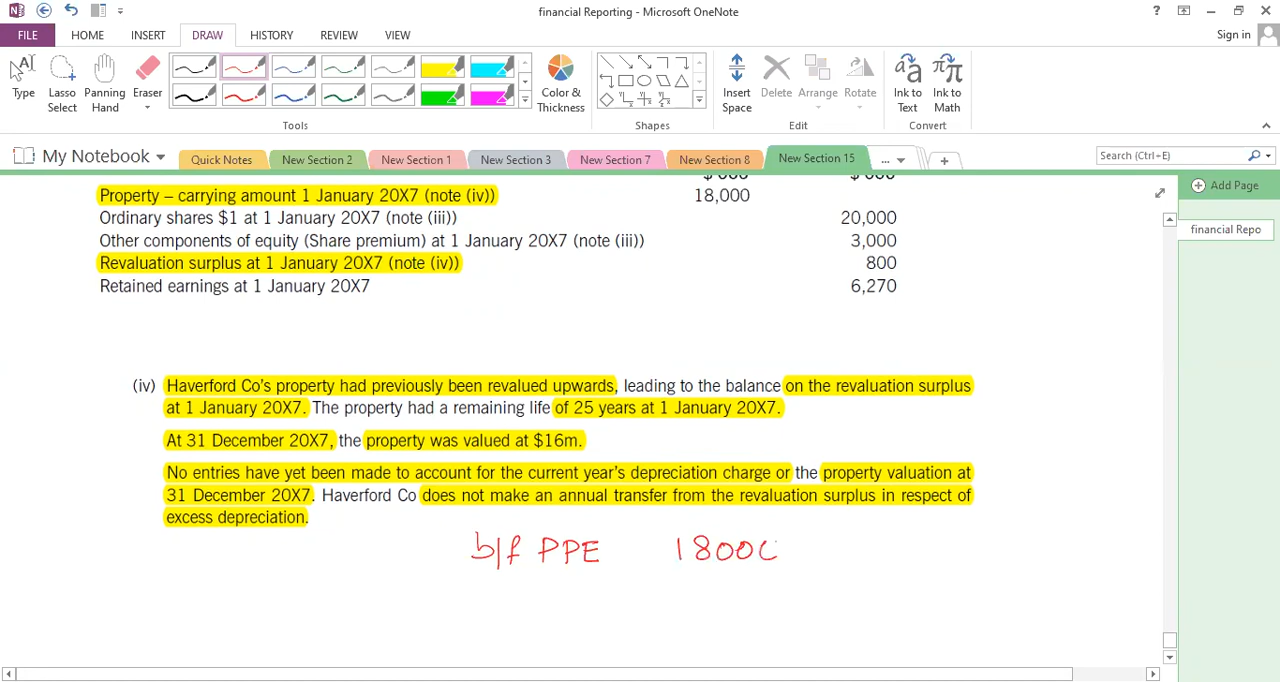 financial Reporting - Microsoft OneNote
FILE HOME INSERT DRAW HISTORY REVIEW VIEW Sign in
Type Lasso Select Panning Hand Eraser Color & Thickness Insert Space Delete Arrange Rotate Ink to Text Ink to Math
Tools Shapes Edit Convert
My Notebook Quick Notes New Section 2 New Section 1 New Section 3 New Section 7 New Section 8 New Section 15 ... Search (Ctrl+E)
Add Page
financial Repo
$'000 $'000
Property – carrying amount 1 January 20X7 (note (iv)) 18,000
Ordinary shares $1 at 1 January 20X7 (note (iii)) 20,000
Other components of equity (Share premium) at 1 January 20X7 (note (iii)) 3,000
Revaluation surplus at 1 January 20X7 (note (iv)) 800
Retained earnings at 1 January 20X7 6,270
(iv) Haverford Co's property had previously been revalued upwards, leading to the balance on the revaluation surplus
at 1 January 20X7. The property had a remaining life of 25 years at 1 January 20X7.
At 31 December 20X7, the property was valued at $16m.
No entries have yet been made to account for the current year's depreciation charge or the property valuation at
31 December 20X7. Haverford Co does not make an annual transfer from the revaluation surplus in respect of
excess depreciation.
b/f PPE 18000